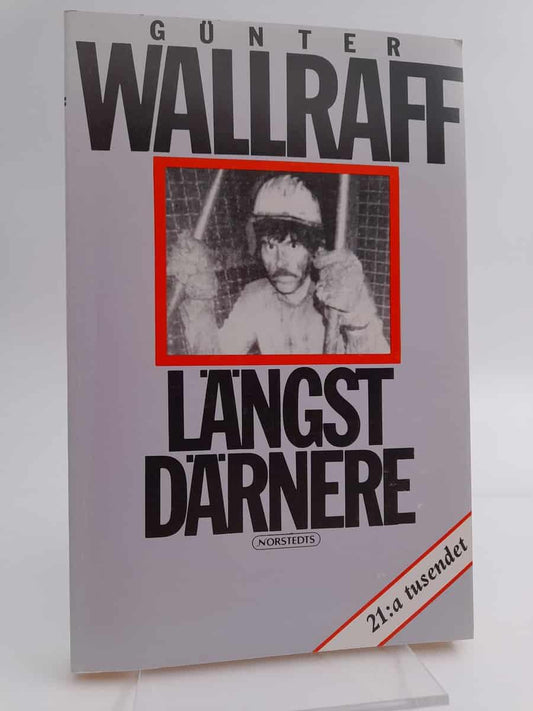 GÜNTER
WALLRAFF
LÄNGST
DÄRNERE
NORSTEDTS
21:a tusendet